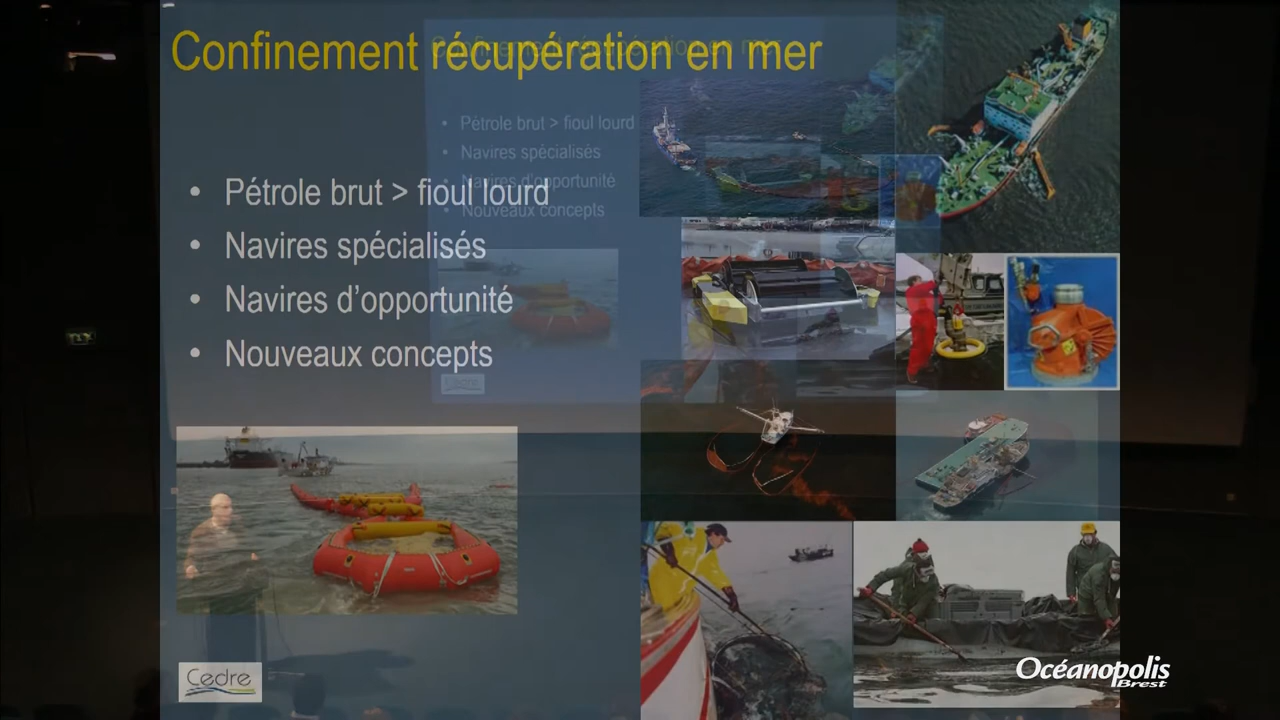 Confinement récupération en mer
• Pétrole brut > fioul lourd
• Navires spécialisés
• Navires d'opportunité
• Nouveaux concepts
• Pétrole brut > fioul lourd
• Navires spécialisés
• Navires d'opportunité
• Nouveaux concepts
Cedre
Océanopolis
Brest